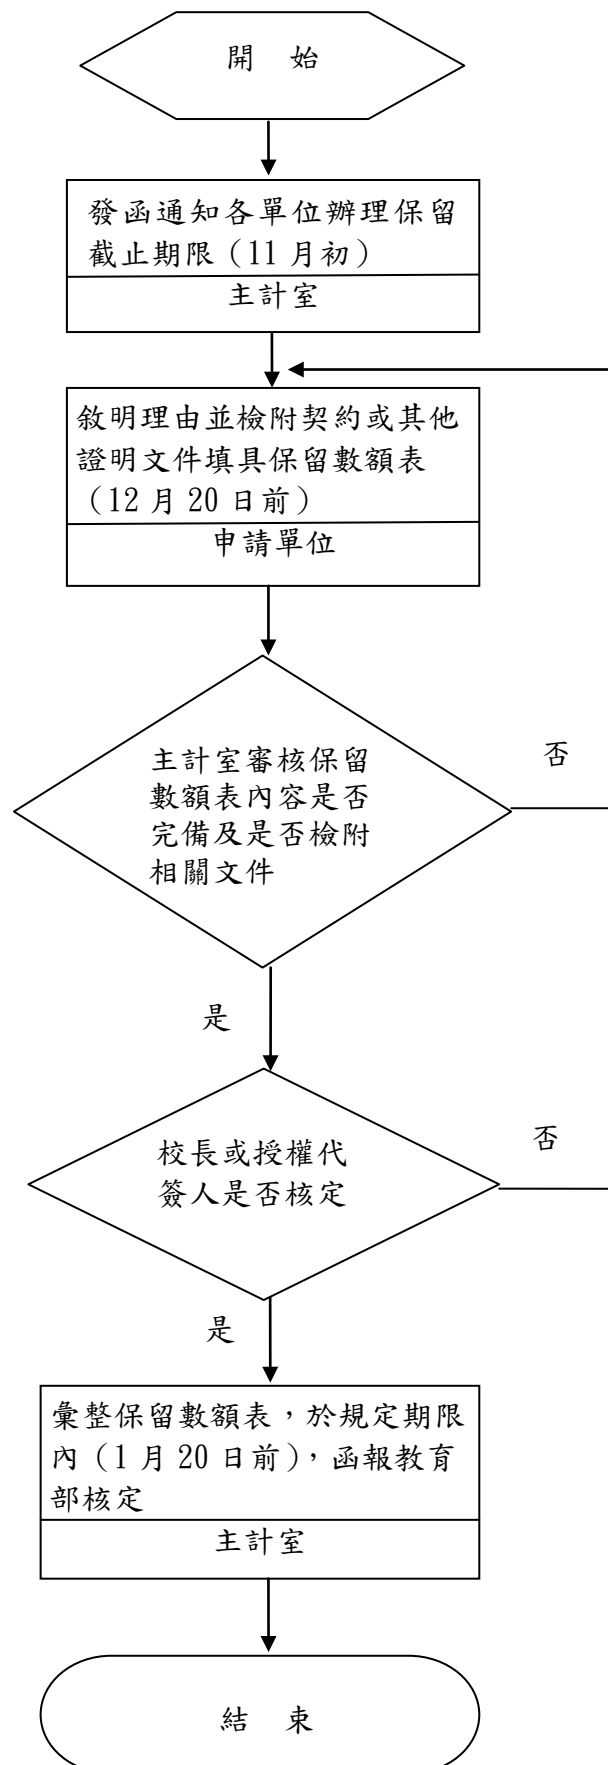 開 始
發函通知各單位辦理保留
截止期限（11 月初）
主計室
敘明理由並檢附契約或其他
證明文件填具保留數額表
（12 月 20 日前）
申請單位
主計室審核保留
數額表內容是否
完備及是否檢附
相關文件
否
是
校長或授權代
簽人是否核定
否
是
彙整保留數額表，於規定期限
內（1 月 20 日前），函報教育
部核定
主計室
結 束